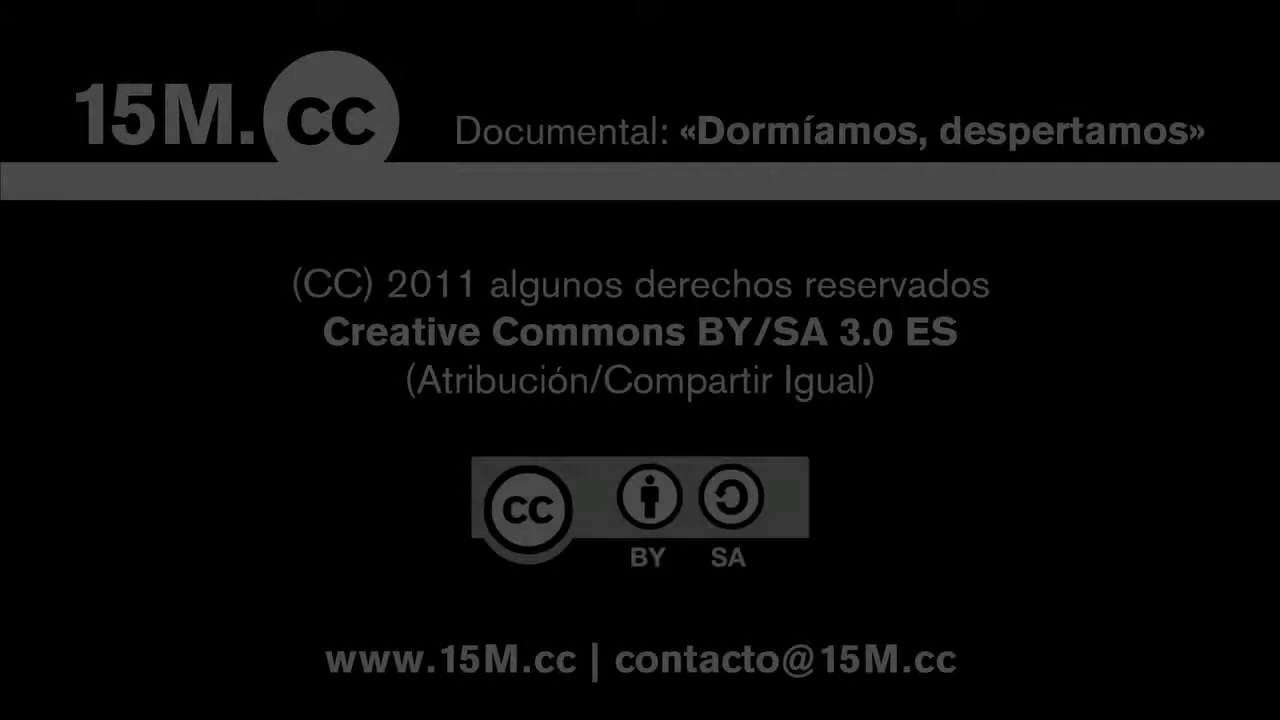 15M.cc Documental: «Dormíamos, despertamos»
(CC) 2011 algunos derechos reservados
Creative Commons BY/SA 3.0 ES
(Atribución/Compartir Igual)
cc
BY SA
www.15M.cc | contacto@15M.cc